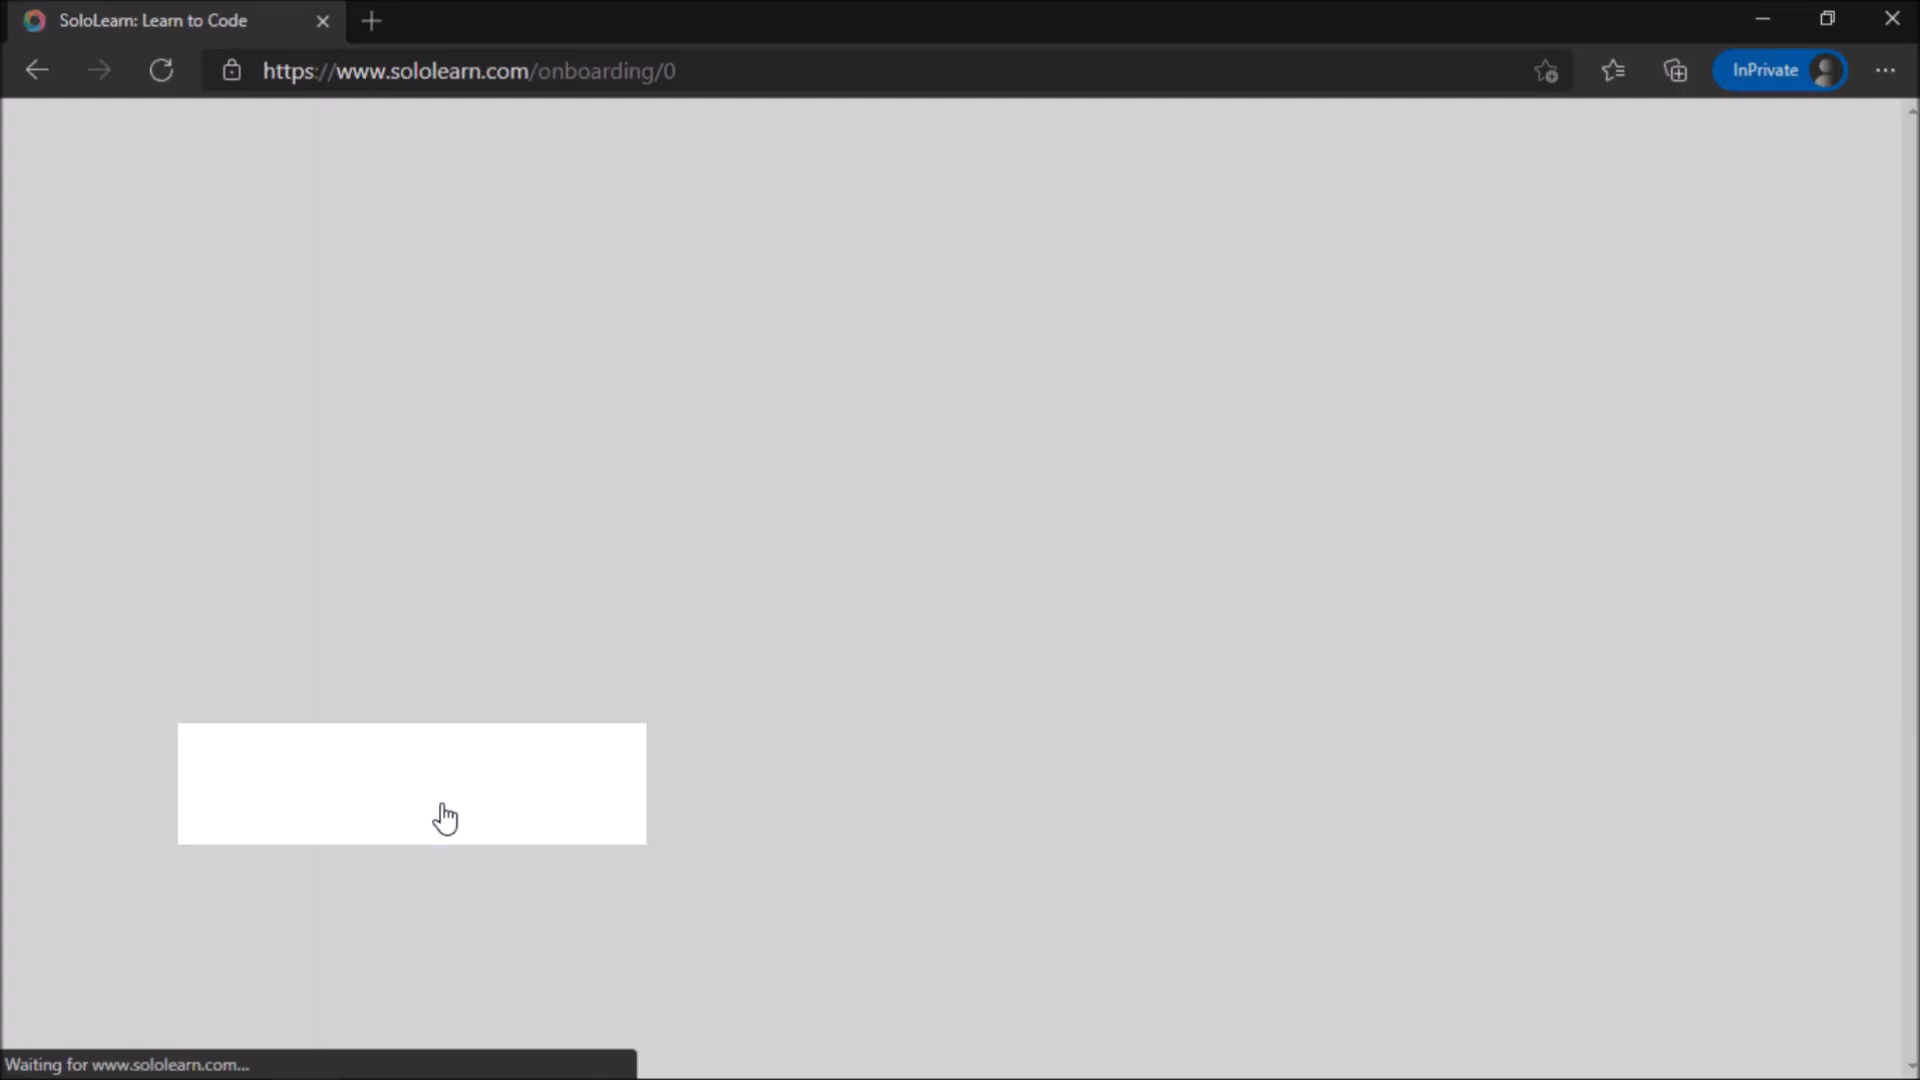 SoloLearn: Learn to Code
https://www.sololearn.com/onboarding/0
InPrivate
Waiting for www.sololearn.com...